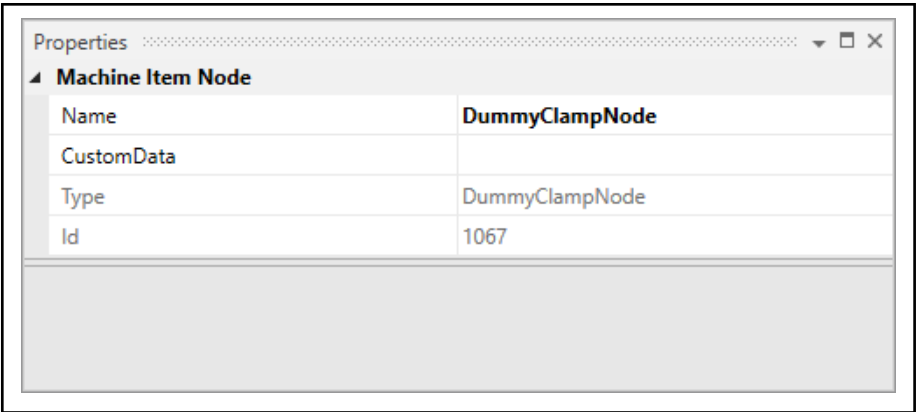 Properties
Machine Item Node
Name DummyClampNode
CustomData
Type DummyClampNode
Id 1067